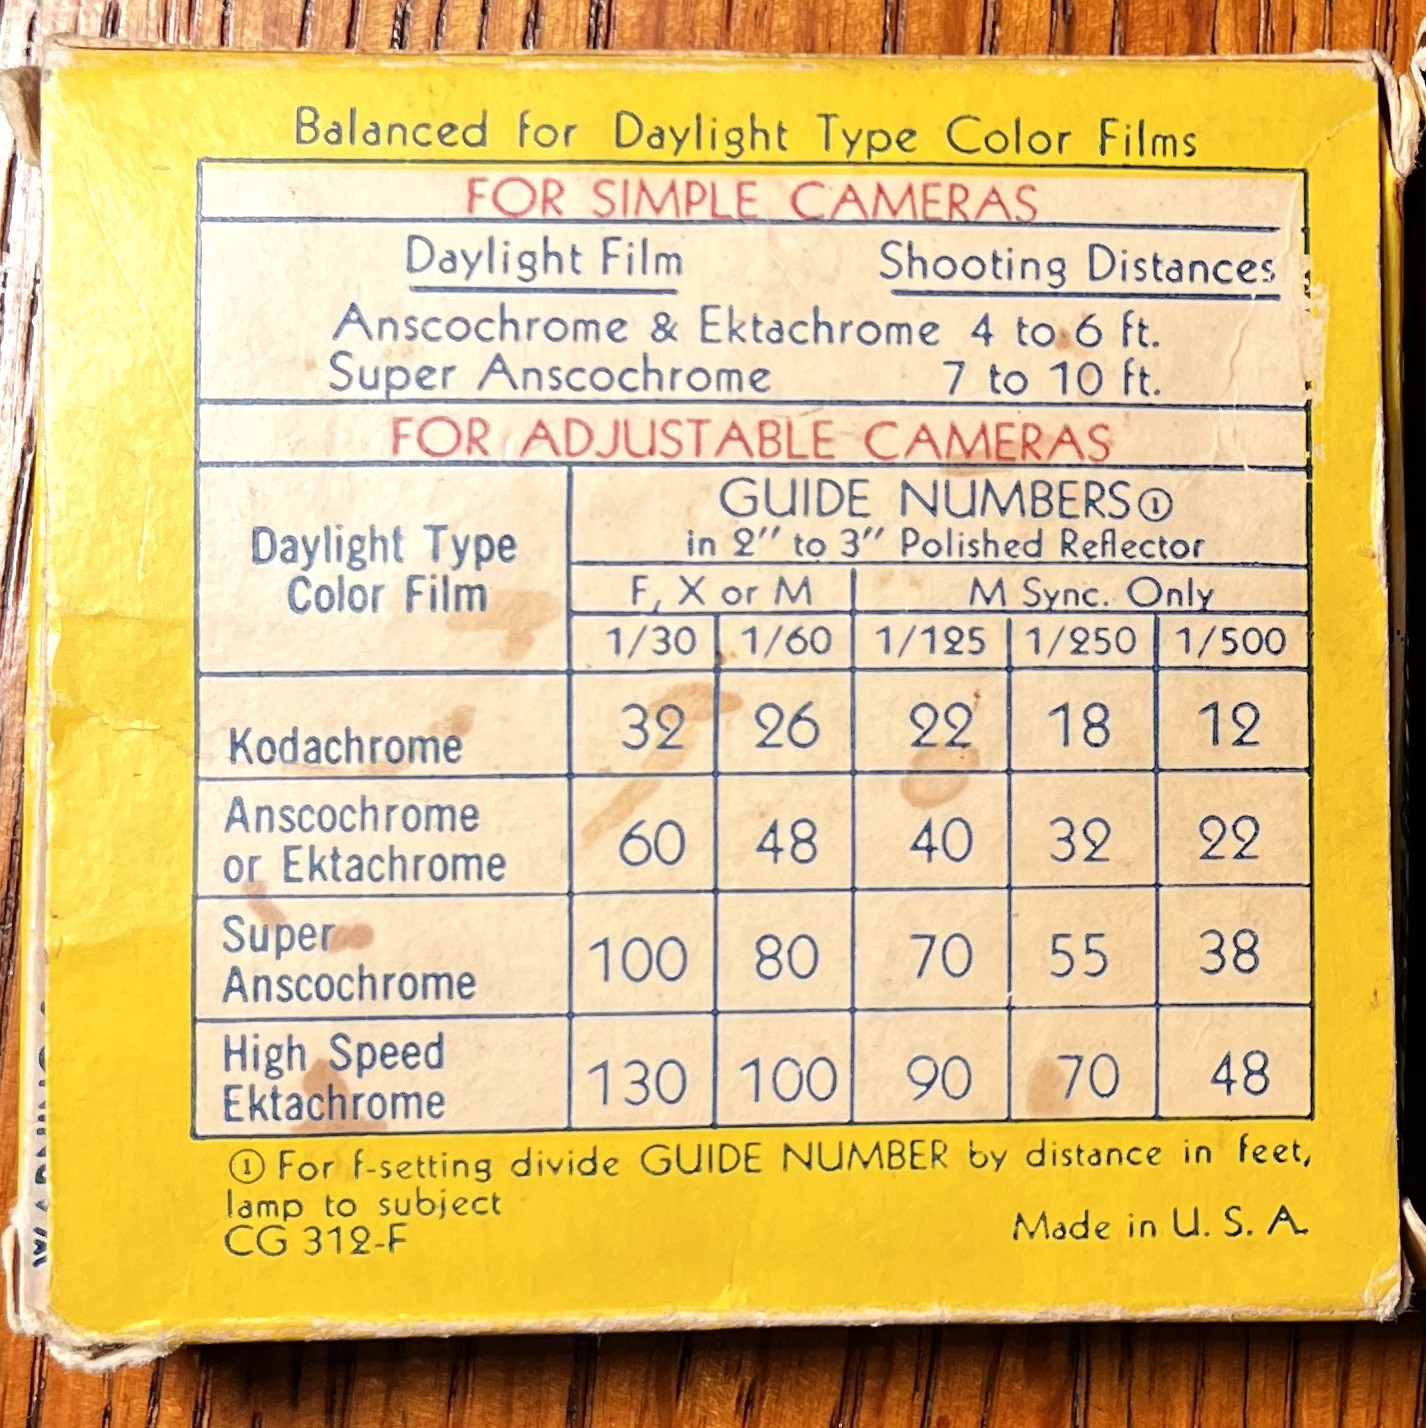 Balanced for Daylight Type Color Films
FOR SIMPLE CAMERAS
Daylight Film Shooting Distances
Anscochrome & Ektachrome 4 to 6 ft.
Super Anscochrome 7 to 10 ft.
FOR ADJUSTABLE CAMERAS
Daylight Type
Color Film
GUIDE NUMBERS①
in 2" to 3" Polished Reflector
F, X or M M Sync. Only
1/30 1/60 1/125 1/250 1/500
Kodachrome 32 26 22 18 12
Anscochrome
or Ektachrome 60 48 40 32 22
Super
Anscochrome 100 80 70 55 38
High Speed
Ektachrome 130 100 90 70 48
① For f-setting divide GUIDE NUMBER by distance in feet,
lamp to subject
CG 312-F
Made in U. S. A.
WARNING